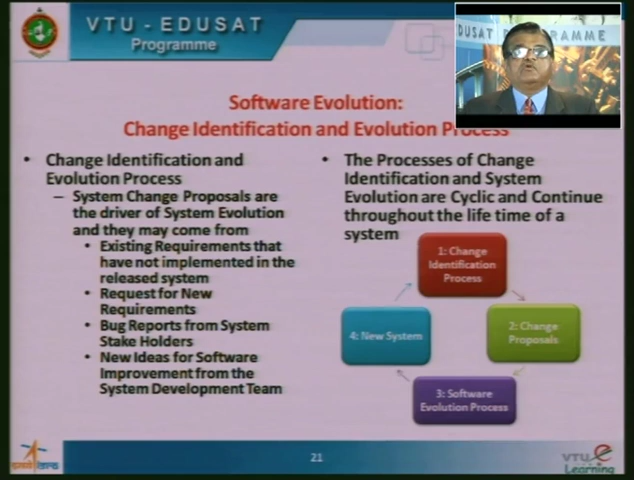 VTU - EDUSAT
Programme
EDUSAT PROGRAMME
Software Evolution:
Change Identification and Evolution Process
• Change Identification and
Evolution Process
– System Change Proposals are
the driver of System Evolution
and they may come from
• Existing Requirements that
have not implemented in the
released system
• Request for New
Requirements
• Bug Reports from System
Stake Holders
• New Ideas for Software
Improvement from the
System Development Team
• The Processes of Change
Identification and System
Evolution are Cyclic and Continue
throughout the life time of a
system
1: Change
Identification
Process
2: Change
Proposals
3: Software
Evolution Process
4: New System
21
VTU e
Learning